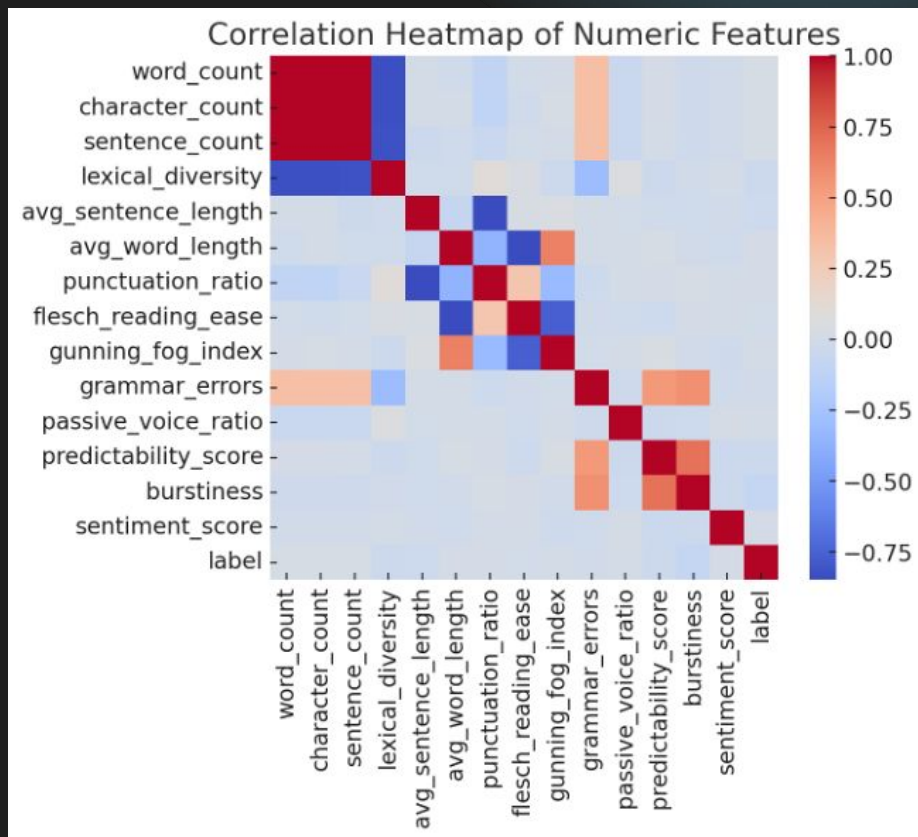 Correlation Heatmap of Numeric Features
word_count
character_count
sentence_count
lexical_diversity
avg_sentence_length
avg_word_length
punctuation_ratio
flesch_reading_ease
gunning_fog_index
grammar_errors
passive_voice_ratio
predictability_score
burstiness
sentiment_score
label
word_count
character_count
sentence_count
lexical_diversity
avg_sentence_length
avg_word_length
punctuation_ratio
flesch_reading_ease
gunning_fog_index
grammar_errors
passive_voice_ratio
predictability_score
burstiness
sentiment_score
label
1.00
0.75
0.50
0.25
0.00
−0.25
−0.50
−0.75